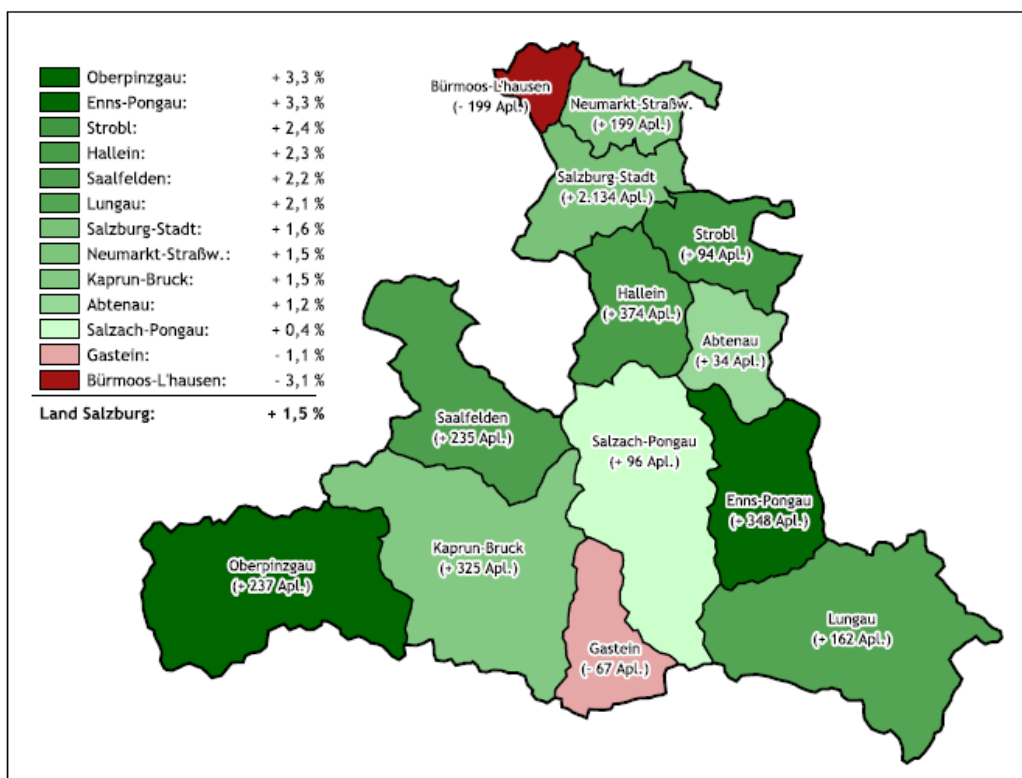 Oberpinzgau: + 3,3 %
Enns-Pongau: + 3,3 %
Strobl: + 2,4 %
Hallein: + 2,3 %
Saalfelden: + 2,2 %
Lungau: + 2,1 %
Salzburg-Stadt: + 1,6 %
Neumarkt-Straßw.: + 1,5 %
Kaprun-Bruck: + 1,5 %
Abtenau: + 1,2 %
Salzach-Pongau: + 0,4 %
Gastein: - 1,1 %
Bürmoos-L'hausen: - 3,1 %
Land Salzburg: + 1,5 %
Bürmoos-L'hausen
(- 199 Apl.)
Neumarkt-Straßw.
(+ 199 Apl.)
Salzburg-Stadt
(+ 2.134 Apl.)
Strobl
(+ 94 Apl.)
Hallein
(+ 374 Apl.)
Abtenau
(+ 34 Apl.)
Saalfelden
(+ 235 Apl.)
Salzach-Pongau
(+ 96 Apl.)
Enns-Pongau
(+ 348 Apl.)
Kaprun-Bruck
(+ 325 Apl.)
Oberpinzgau
(+ 237 Apl.)
Lungau
(+ 162 Apl.)
Gastein
(- 67 Apl.)